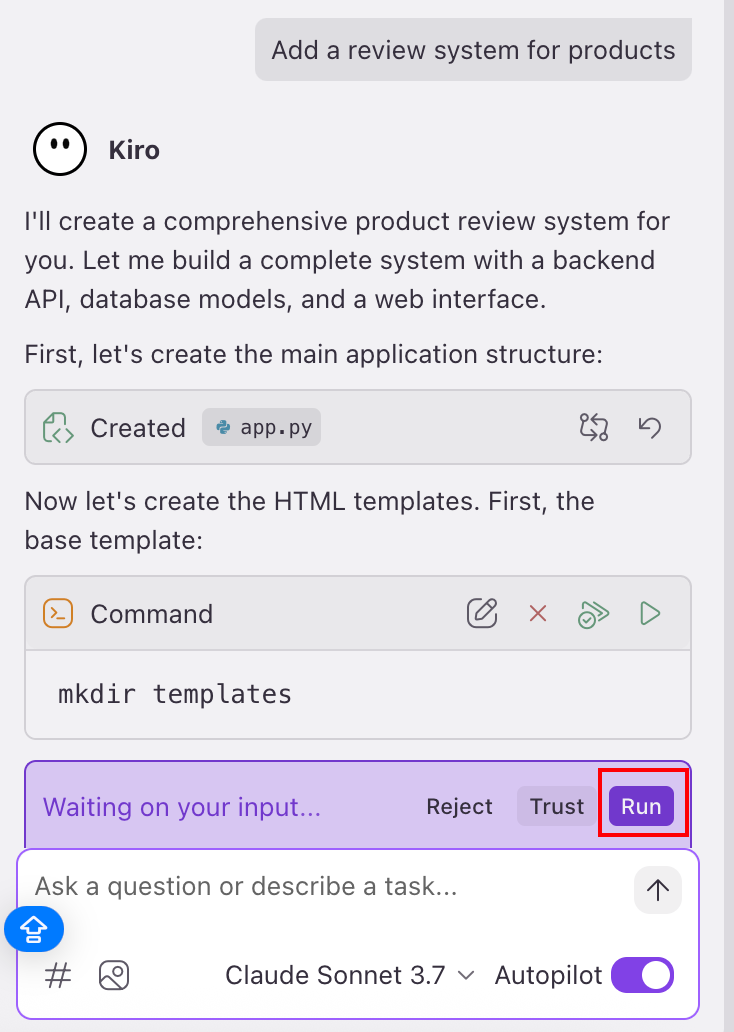 Add a review system for products
Kiro
I'll create a comprehensive product review system for
you. Let me build a complete system with a backend
API, database models, and a web interface.
First, let's create the main application structure:
Created app.py
Now let's create the HTML templates. First, the
base template:
Command
mkdir templates
Waiting on your input... Reject Trust Run
Ask a question or describe a task...
# Claude Sonnet 3.7 Autopilot